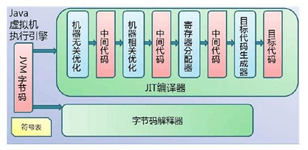 Java
虚拟机
执行引擎
JVM 字节码
符号表
机器无关优化
中间代码
机器相关优化
中间代码
寄存器分配器
中间代码
目标代码生成器
目标代码
JIT编译器
字节码解释器